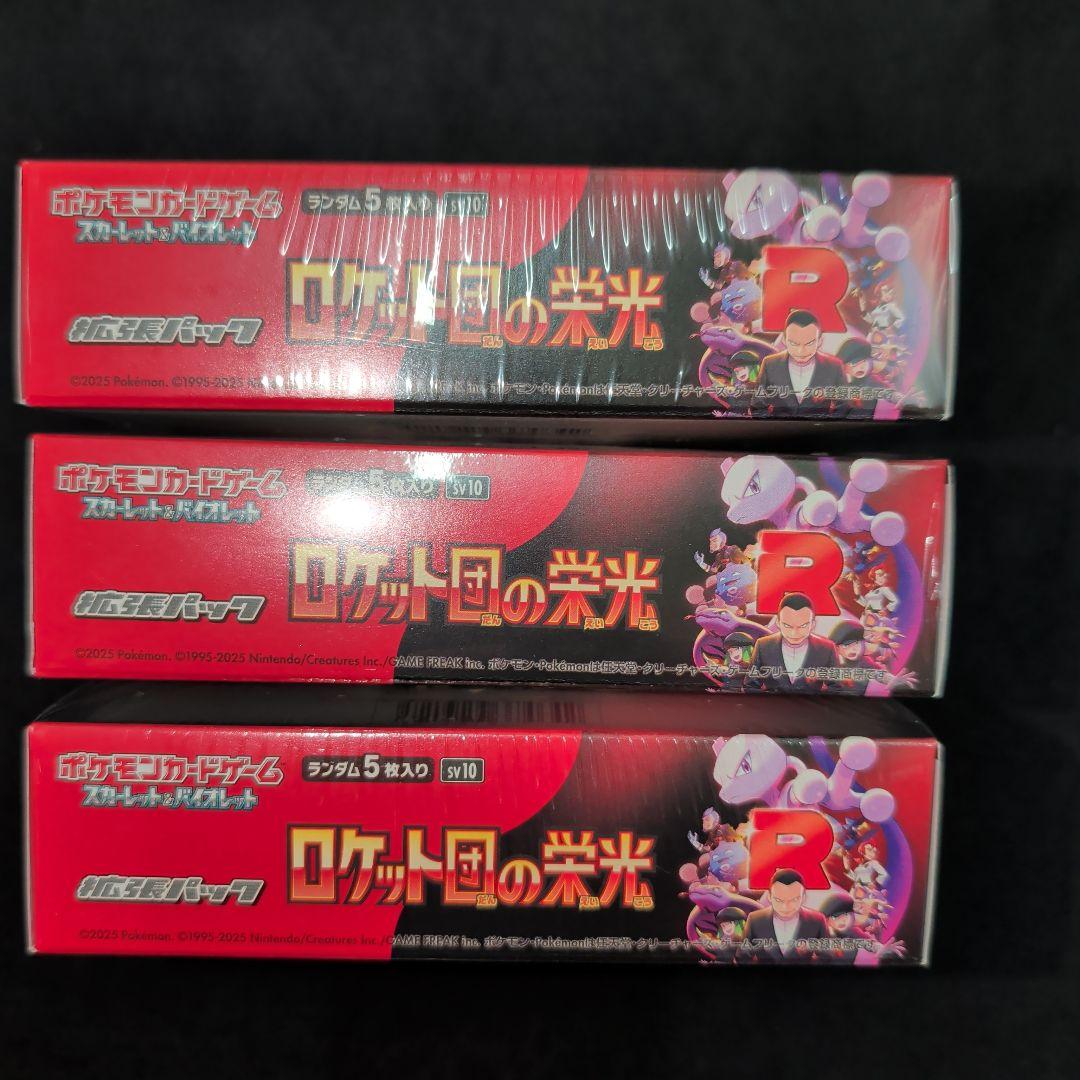 ポケモンカードゲーム
スカーレット&バイオレット
ランダム5枚入り sv10
拡張パック
ロケット団の栄光
だん えい こう
©2025 Pokémon. ©1995-2025 FREAK inc. ポケモン・Pokémonは任天堂・クリーチャーズ・ゲームフリークの登録商標です。
R
ポケモンカードゲーム
スカーレット&バイオレット
ランダム5枚入り sv10
拡張パック
ロケット団の栄光
だん えい こう
©2025 Pokémon. ©1995-2025 Nintendo/Creatures Inc./GAME FREAK inc. ポケモン・Pokémonは任天堂・クリーチャーズ・ゲームフリークの登録商標です。
R
ポケモンカードゲーム
スカーレット&バイオレット
ランダム5枚入り sv10
拡張パック
ロケット団の栄光
だん えい こう
©2025 Pokémon. ©1995-2025 Nintendo/Creatures Inc./GAME FREAK inc. ポケモン・Pokémonは任天堂・クリーチャーズ・ゲームフリークの登録商標です。
R